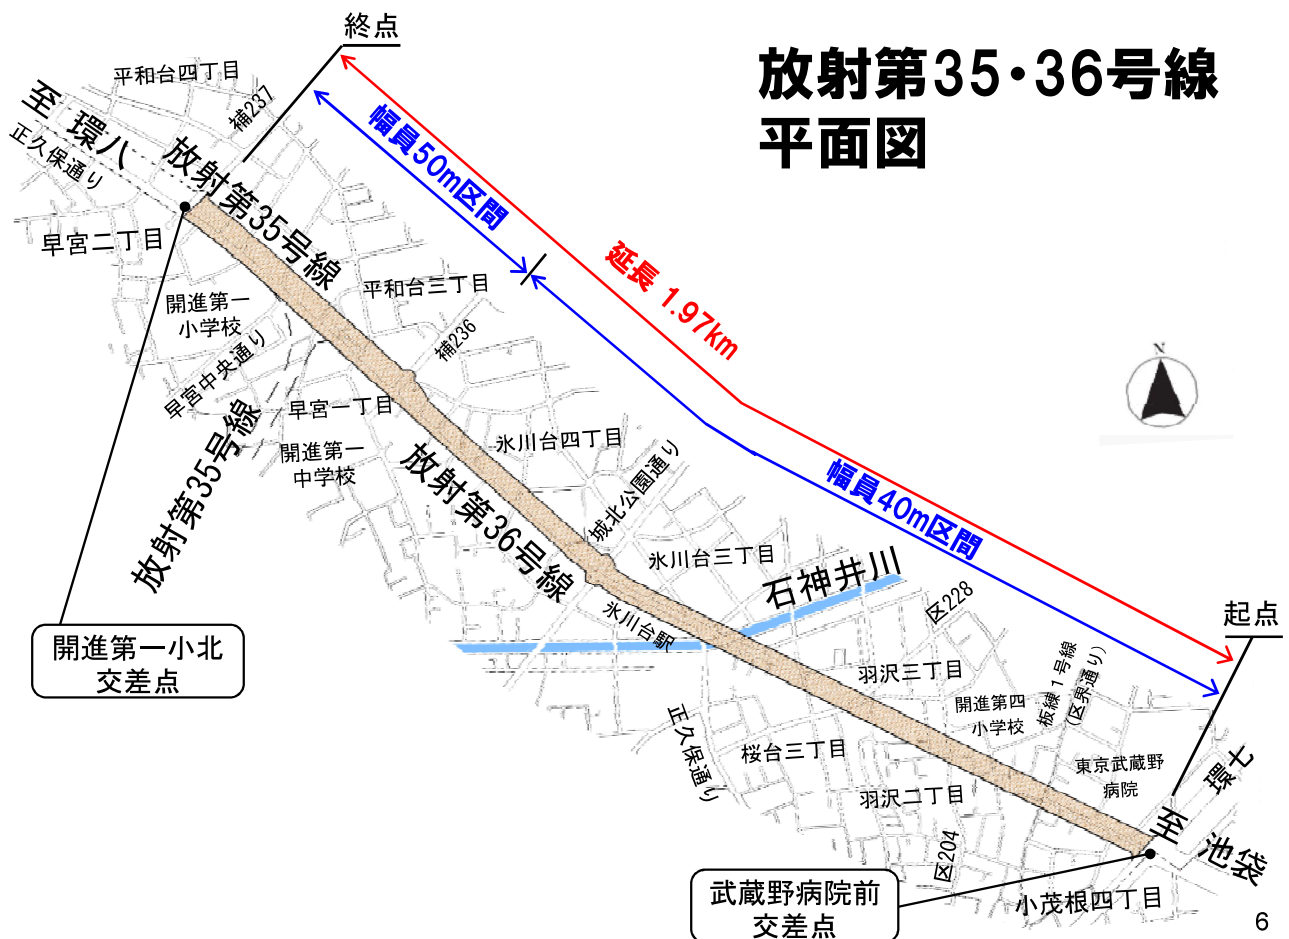 放射第35・36号線
平面図
終点
平和台四丁目
至 環八
補237
正久保通り
放射第35号線
幅員50m区間
早宮二丁目
延長 1.97km
平和台三丁目
開進第一
小学校
補236
早宮中央通り
N
早宮一丁目
放射第35号線
氷川台四丁目
開進第一
中学校
城北公園通り
放射第36号線
幅員40m区間
氷川台三丁目
石神井川
区228
氷川台駅
起点
開進第一小北
交差点
羽沢三丁目
板練1号線
(区界通り)
開進第四
小学校
正久保通り
桜台三丁目
東京武蔵野
病院
環七
羽沢二丁目
至 池袋
区204
武蔵野病院前
交差点
小茂根四丁目
6